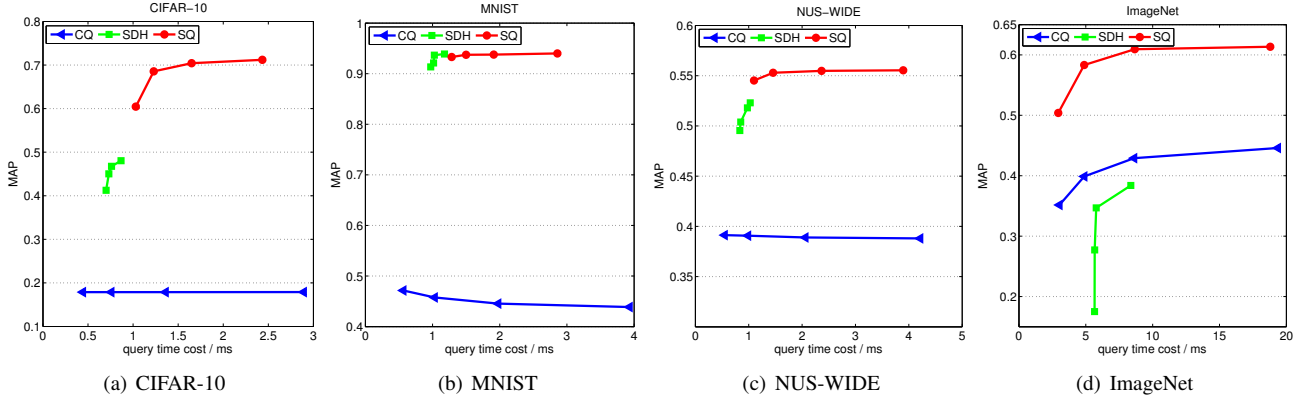 CIFAR-10
CQ SDH SQ
MAP
0.8
0.7
0.6
0.5
0.4
0.3
0.2
0.1
0 0.5 1 1.5 2 2.5 3
query time cost / ms
(a) CIFAR-10
MNIST
CQ SDH SQ
MAP
1
0.9
0.8
0.7
0.6
0.5
0.4
0 1 2 3 4
query time cost / ms
(b) MNIST
NUS-WIDE
CQ SDH SQ
MAP
0.6
0.55
0.5
0.45
0.4
0.35
0 1 2 3 4 5
query time cost / ms
(c) NUS-WIDE
ImageNet
CQ SDH SQ
MAP
0.65
0.6
0.5
0.4
0.3
0.2
0 5 10 15 20
query time cost / ms
(d) ImageNet